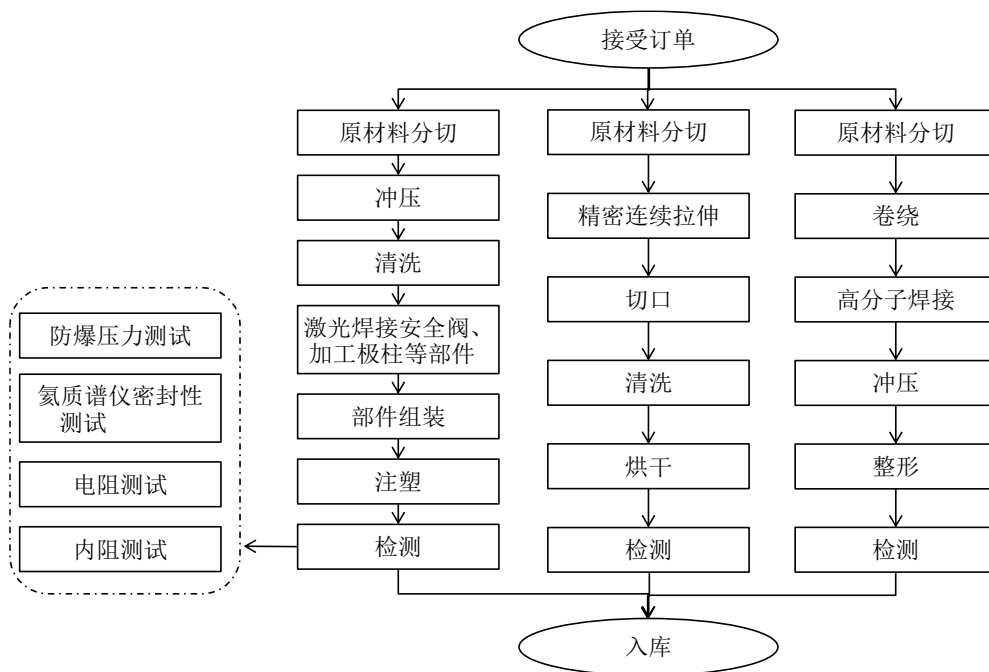 接受订单
原材料分切
原材料分切
原材料分切
冲压
精密连续拉伸
卷绕
清洗
切口
高分子焊接
激光焊接安全阀、
加工极柱等部件
清洗
冲压
部件组装
烘干
整形
注塑
检测
检测
检测
防爆压力测试
氦质谱仪密封性
测试
电阻测试
内阻测试
入库